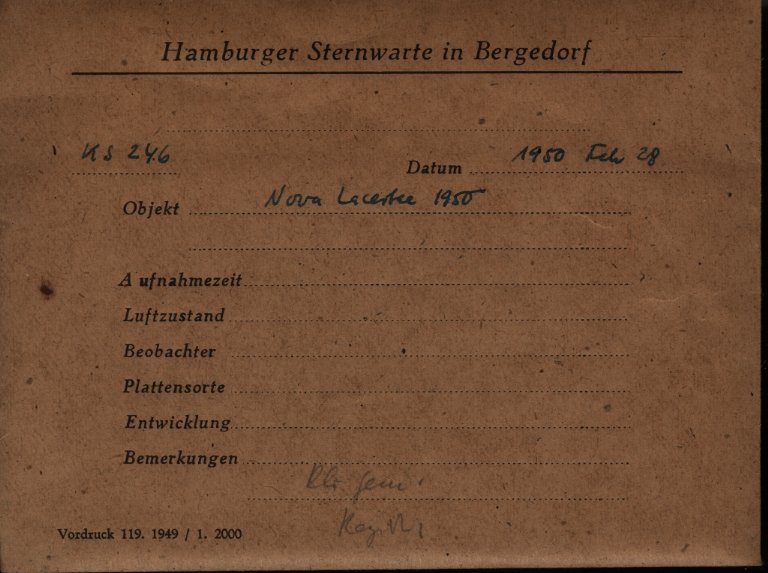 Hamburger Sternwarte in Bergedorf
KS 246
Datum 1950 Feb 28
Objekt Nova Lacertae 1950
Aufnahmezeit
Luftzustand
Beobachter
Plattensorte
Entwicklung
Bemerkungen
Vordruck 119. 1949 / 1. 2000